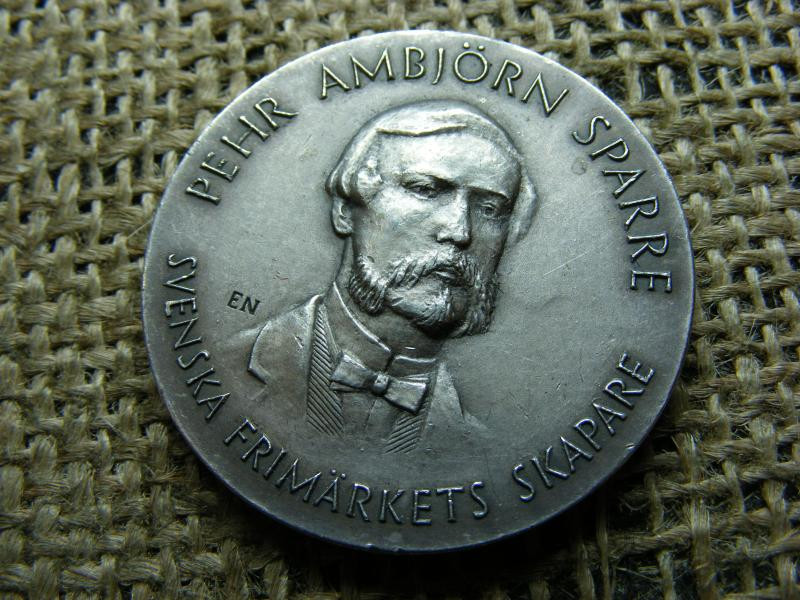 PEHR AMBJÖRN SPARRE
EN
SVENSKA FRIMÄRKETS SKAPARE